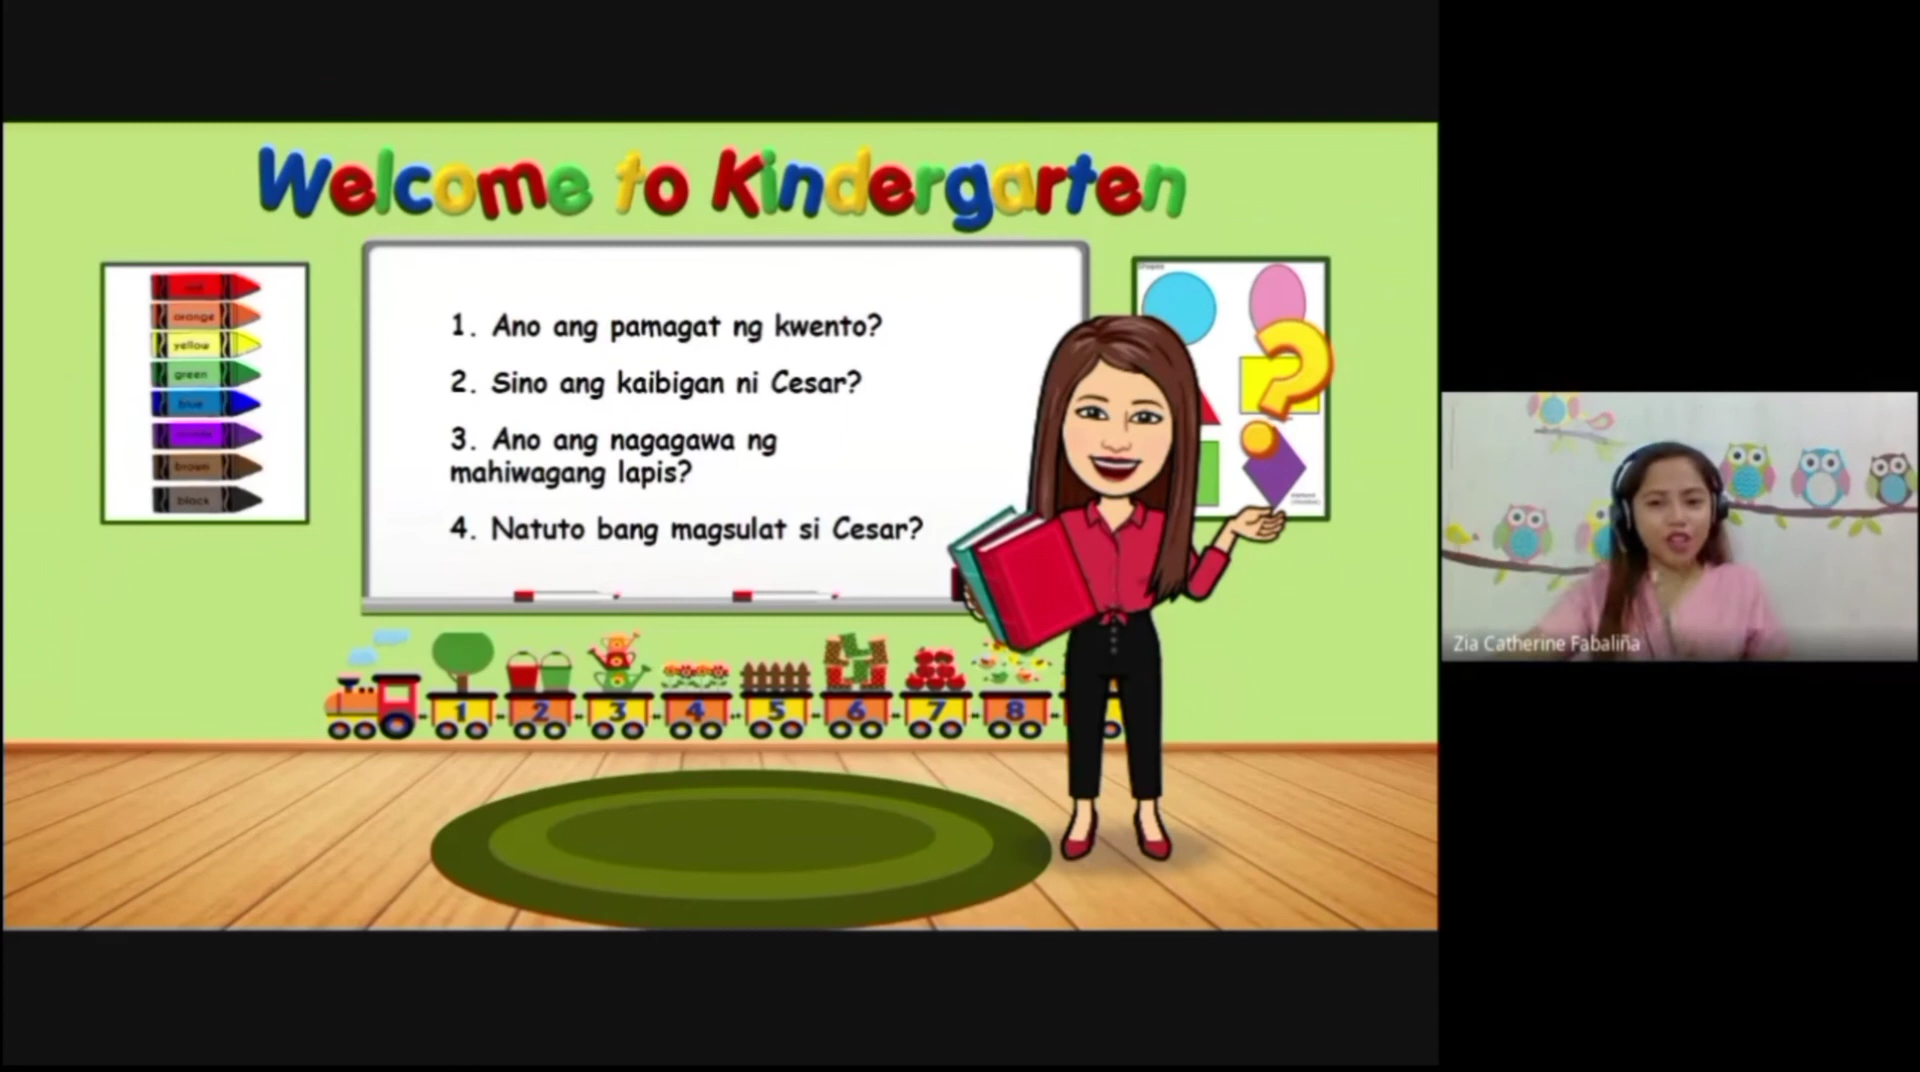 Welcome to Kindergarten
red
orange
yellow
green
blue
brown
black
1. Ano ang pamagat ng kwento?
2. Sino ang kaibigan ni Cesar?
3. Ano ang nagagawa ng
mahiwagang lapis?
4. Natuto bang magsulat si Cesar?
?
1 2 3 4 5 6 7 8
Zia Catherine Fabaliña